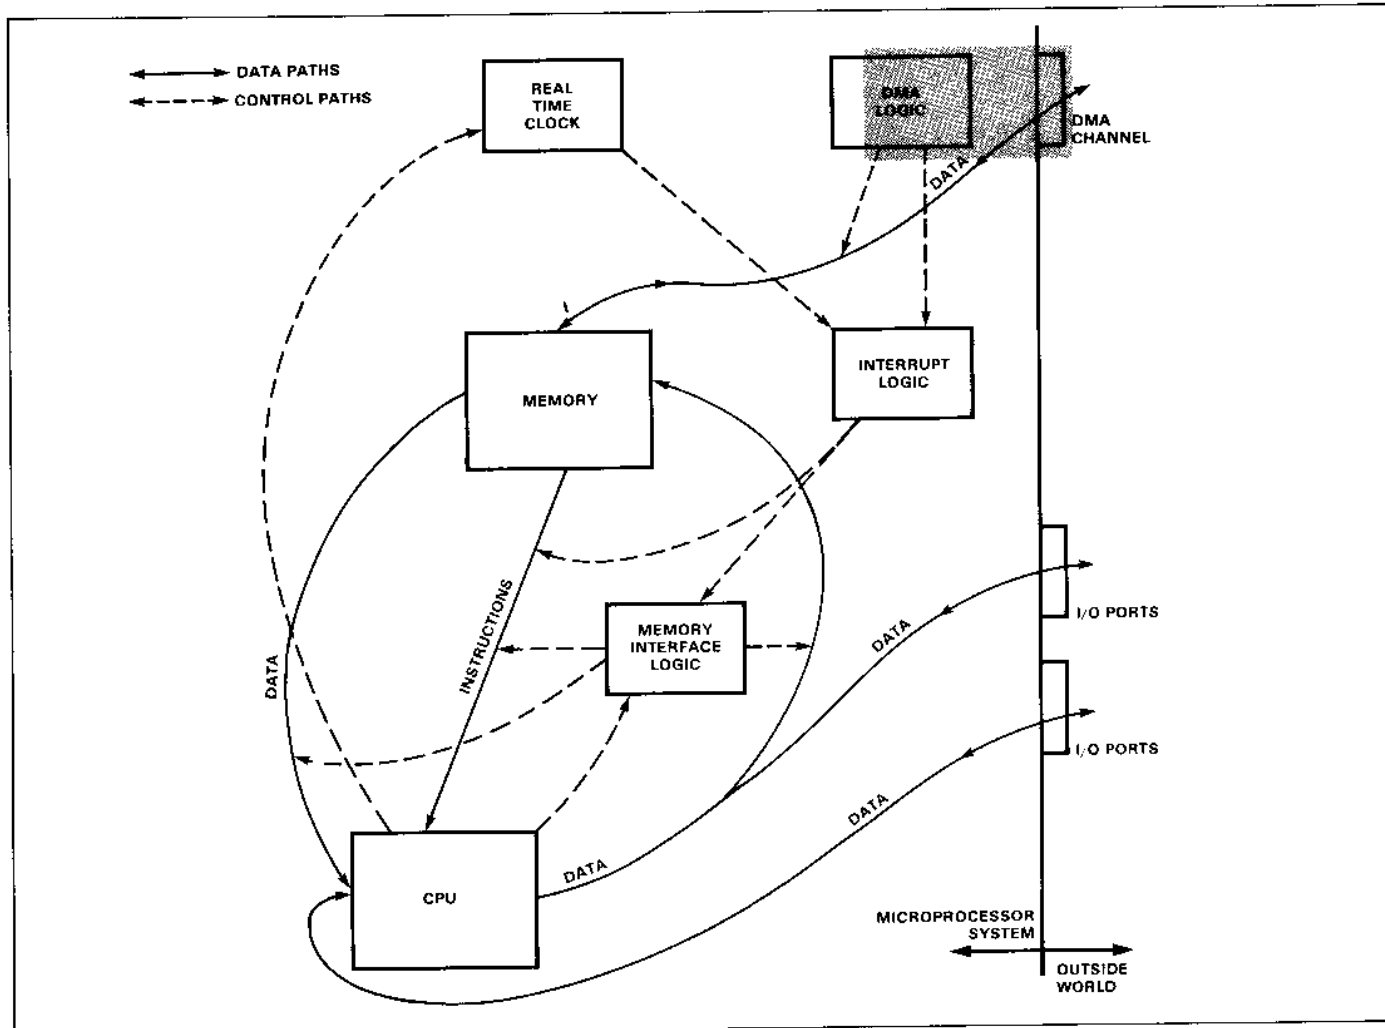 DATA PATHS
CONTROL PATHS
REAL
TIME
CLOCK
DMA
LOGIC
DMA
CHANNEL
DATA
INTERRUPT
LOGIC
MEMORY
INSTRUCTIONS
MEMORY
INTERFACE
LOGIC
DATA
DATA
I/O PORTS
I/O PORTS
DATA
DATA
CPU
MICROPROCESSOR
SYSTEM
OUTSIDE
WORLD